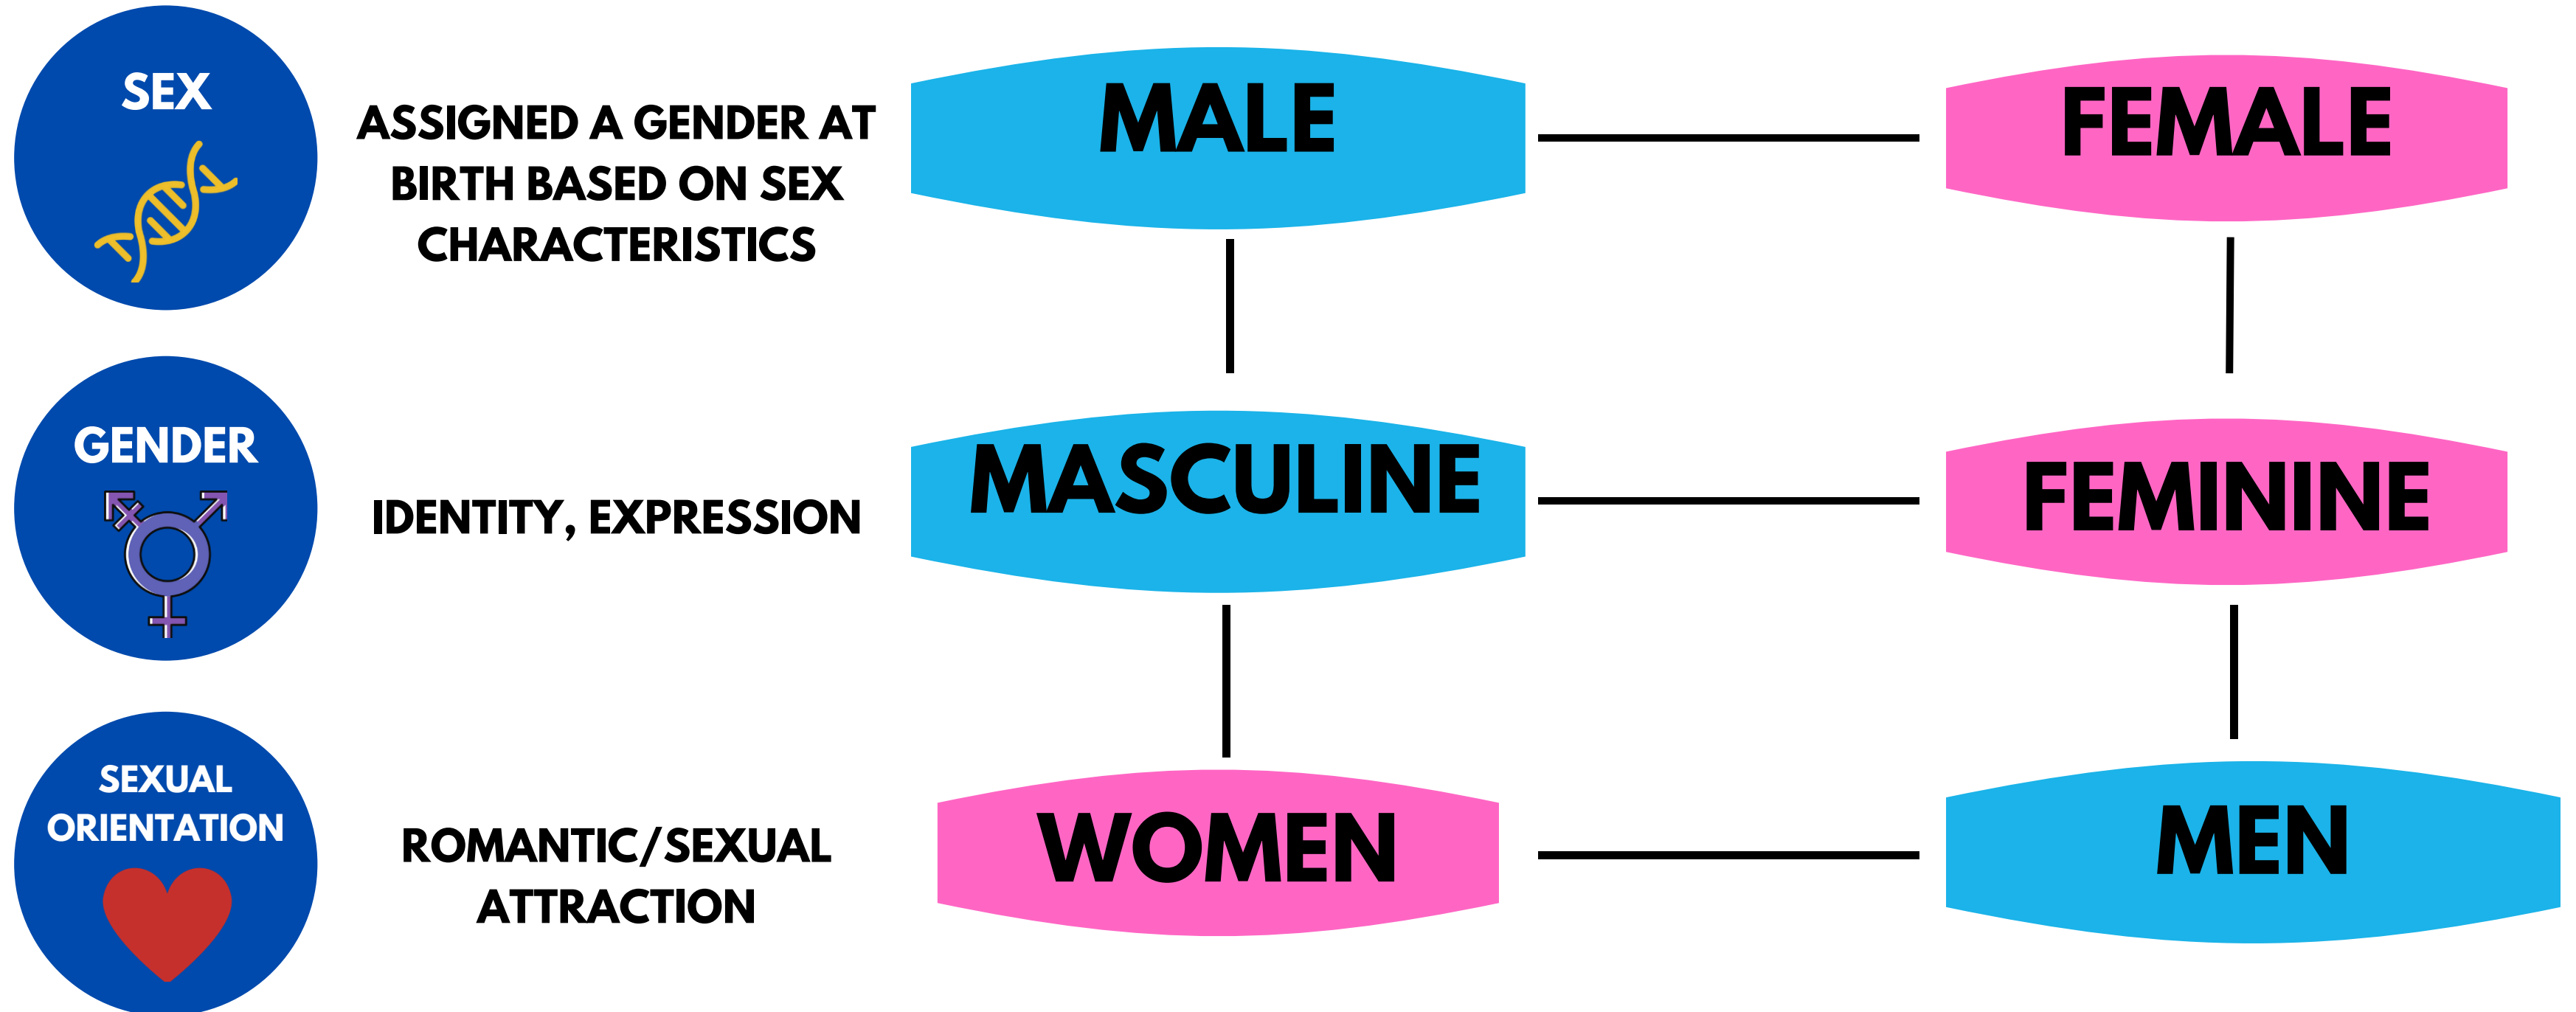 SEX
ASSIGNED A GENDER AT
BIRTH BASED ON SEX
CHARACTERISTICS
MALE
FEMALE
GENDER
IDENTITY, EXPRESSION
MASCULINE
FEMININE
SEXUAL
ORIENTATION
ROMANTIC/SEXUAL
ATTRACTION
WOMEN
MEN